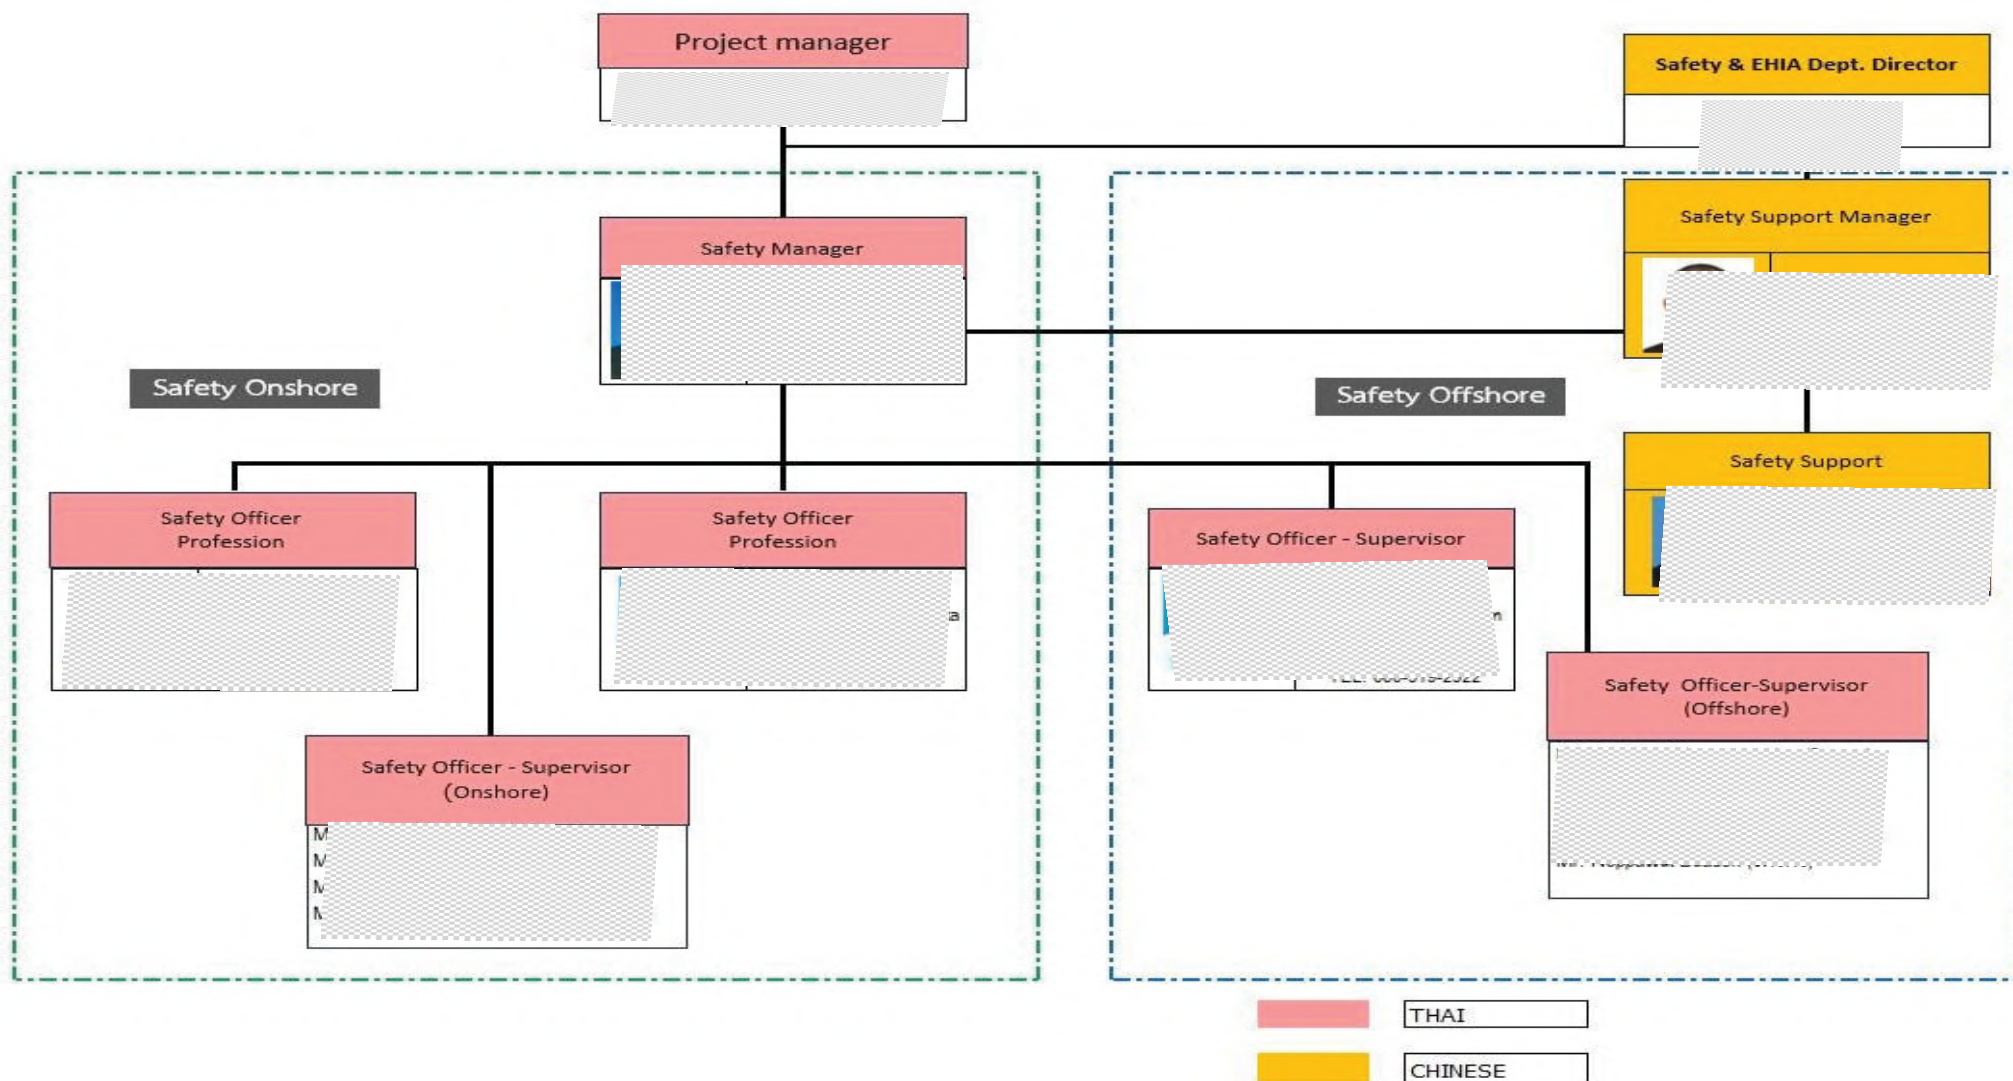 Project manager
Safety & EHIA Dept. Director
Safety Support Manager
Safety Manager
Safety Onshore
Safety Offshore
Safety Support
Safety Officer
Profession
Safety Officer
Profession
Safety Officer - Supervisor
Safety Officer-Supervisor
(Offshore)
Safety Officer - Supervisor
(Onshore)
M
M
M
M
THAI
CHINESE